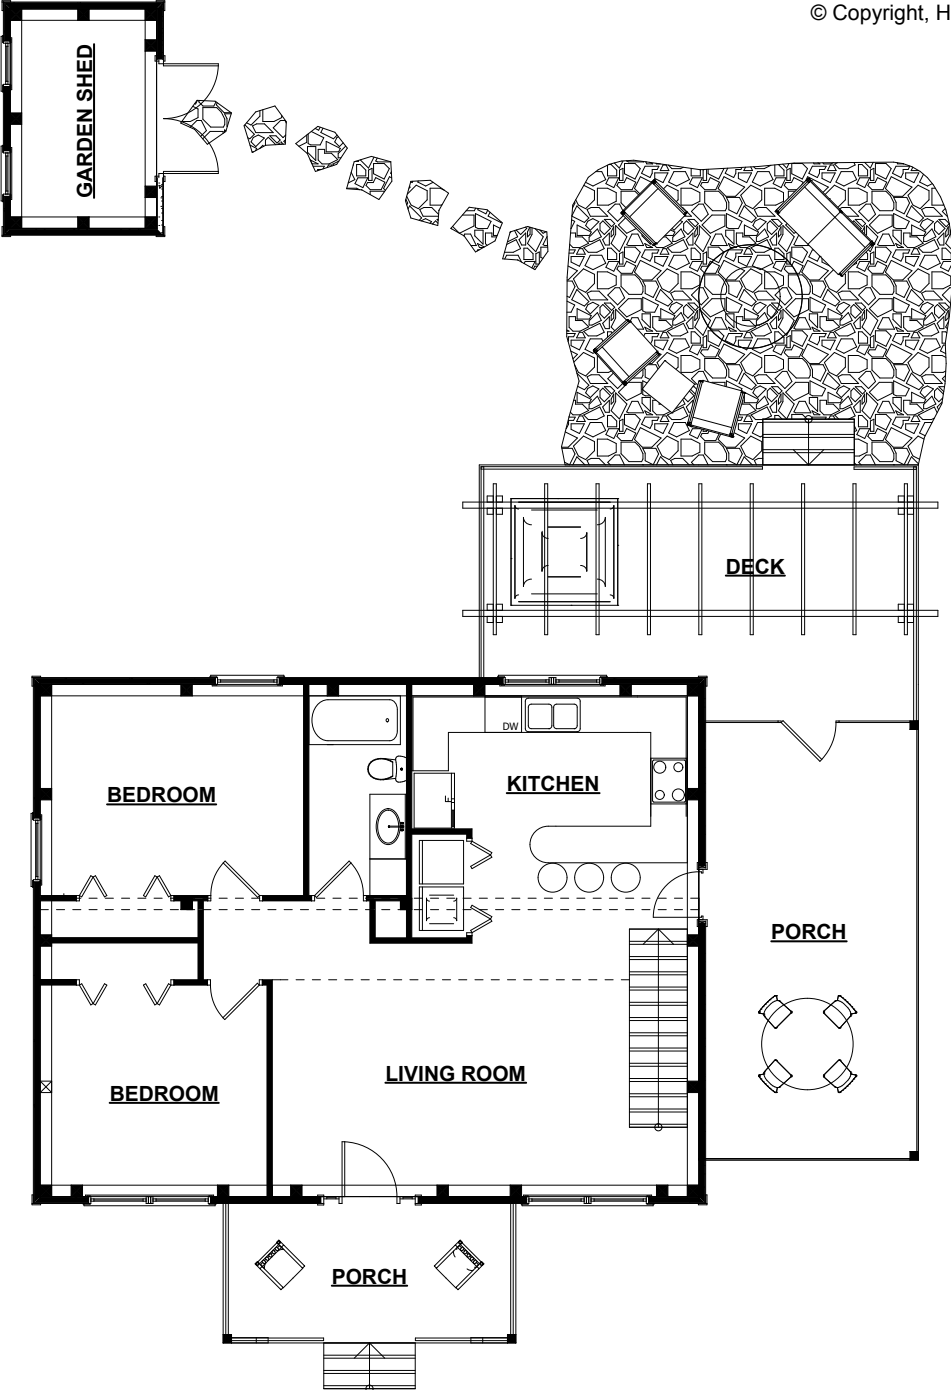 © Copyright, H
GARDEN SHED
DECK
DW
KITCHEN
BEDROOM
F
PORCH
LIVING ROOM
BEDROOM
PORCH